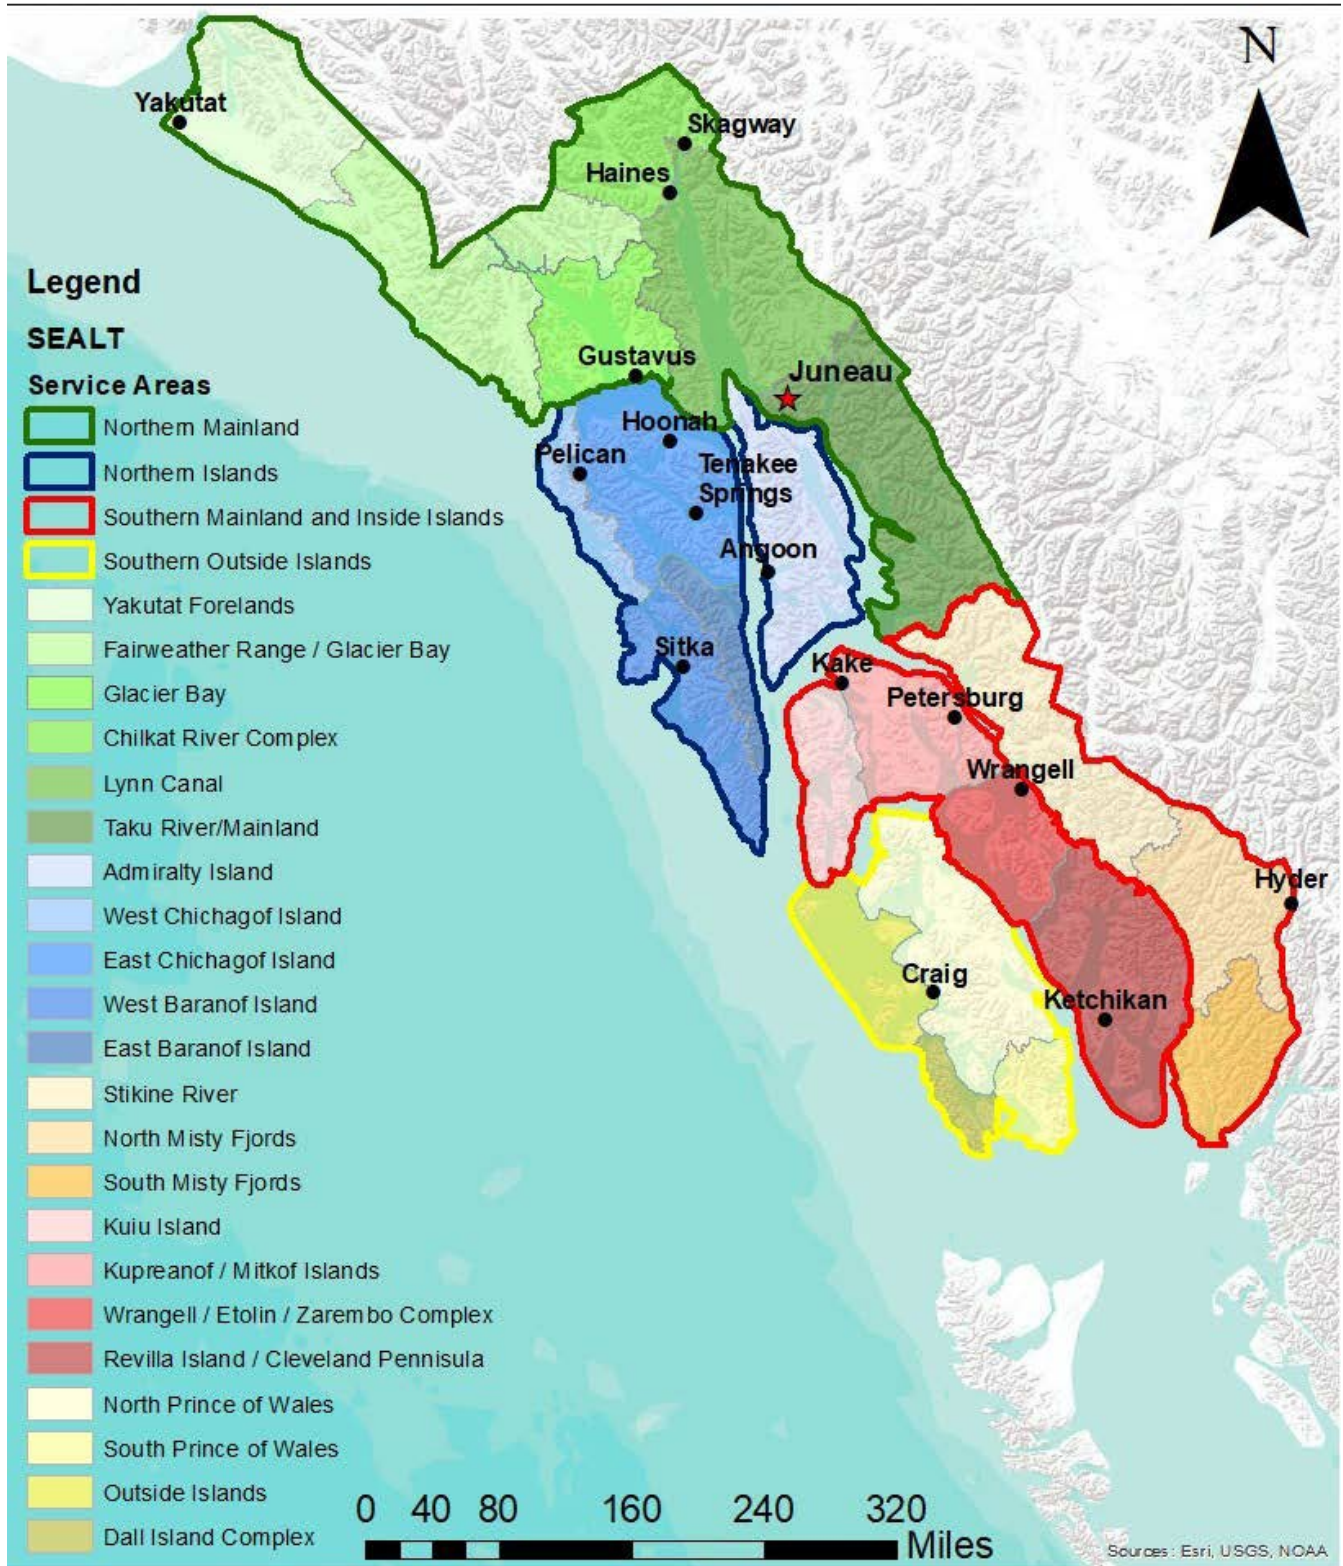 N
Yakutat
Skagway
Haines
Gustavus
Juneau
Hoonah
Pelican
Tenakee
Springs
Angoon
Sitka
Kake
Petersburg
Wrangell
Hyder
Craig
Ketchikan
Legend
SEALT
Service Areas
Northern Mainland
Northern Islands
Southern Mainland and Inside Islands
Southern Outside Islands
Yakutat Forelands
Fairweather Range / Glacier Bay
Glacier Bay
Chilkat River Complex
Lynn Canal
Taku River/Mainland
Admiralty Island
West Chichagof Island
East Chichagof Island
West Baranof Island
East Baranof Island
Stikine River
North Misty Fjords
South Misty Fjords
Kuiu Island
Kupreanof / Mitkof Islands
Wrangell / Etolin / Zarembo Complex
Revilla Island / Cleveland Pennisula
North Prince of Wales
South Prince of Wales
Outside Islands
Dall Island Complex
0 40 80 160 240 320
Miles
Sources: Esri, USGS, NOAA